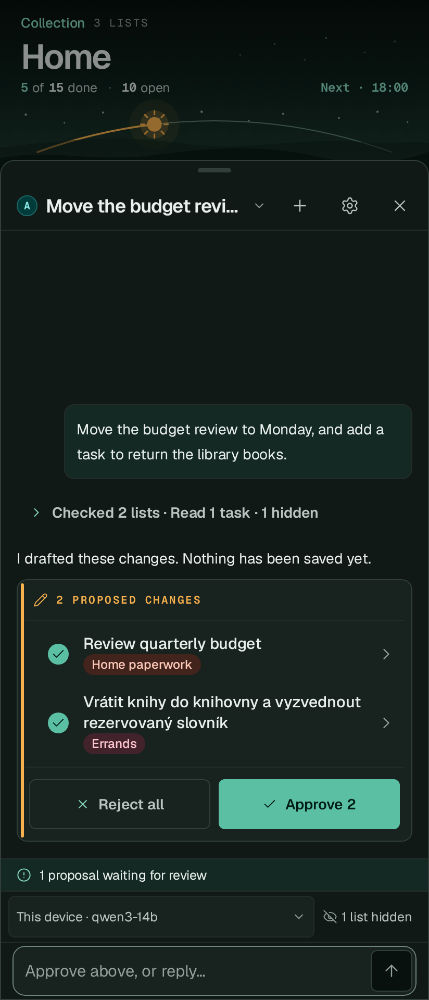 Collection 3 LISTS
Home
5 of 15 done · 10 open
Next · 18:00
A Move the budget revi...
Move the budget review to Monday, and add a
task to return the library books.
Checked 2 lists · Read 1 task · 1 hidden
I drafted these changes. Nothing has been saved yet.
2 PROPOSED CHANGES
Review quarterly budget
Home paperwork
Vrátit knihy do knihovny a vyzvednout
rezervovaný slovník
Errands
Reject all
Approve 2
1 proposal waiting for review
This device · qwen3-14b
1 list hidden
Approve above, or reply...